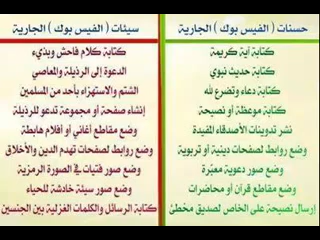 حسنات ( الفيس بوك ) الجارية
كتابة آية كريمة
كتابة حديث نبوي
كتابة دعاء وتضرع لله
كتابة موعظة أو نصيحة
نشر تدوينات الأصدقاء المفيدة
وضع روابط لصفحات دينية أو تربوية
وضع صور دعوية معبّرة
وضع مقاطع قرآن أو محاضرات
إرسال نصيحة على الخاص لصديق مخطئ
سيئات ( الفيس بوك ) الجارية
كتابة كلام فاحش وبذيء
الدعوة إلى الرذيلة والمعاصي
الشتم والاستهزاء بأحد من المسلمين
إنشاء صفحة أو مجموعة تدعو للرذيلة
وضع مقاطع أغاني أو أفلام هابطة
وضع روابط لصفحات تهدم الدين والأخلاق
وضع صور فتيات في الصورة الرمزية
وضع صور سيئة خادشة للحياء
كتابة الرسائل والكلمات الغزلية بين الجنسين